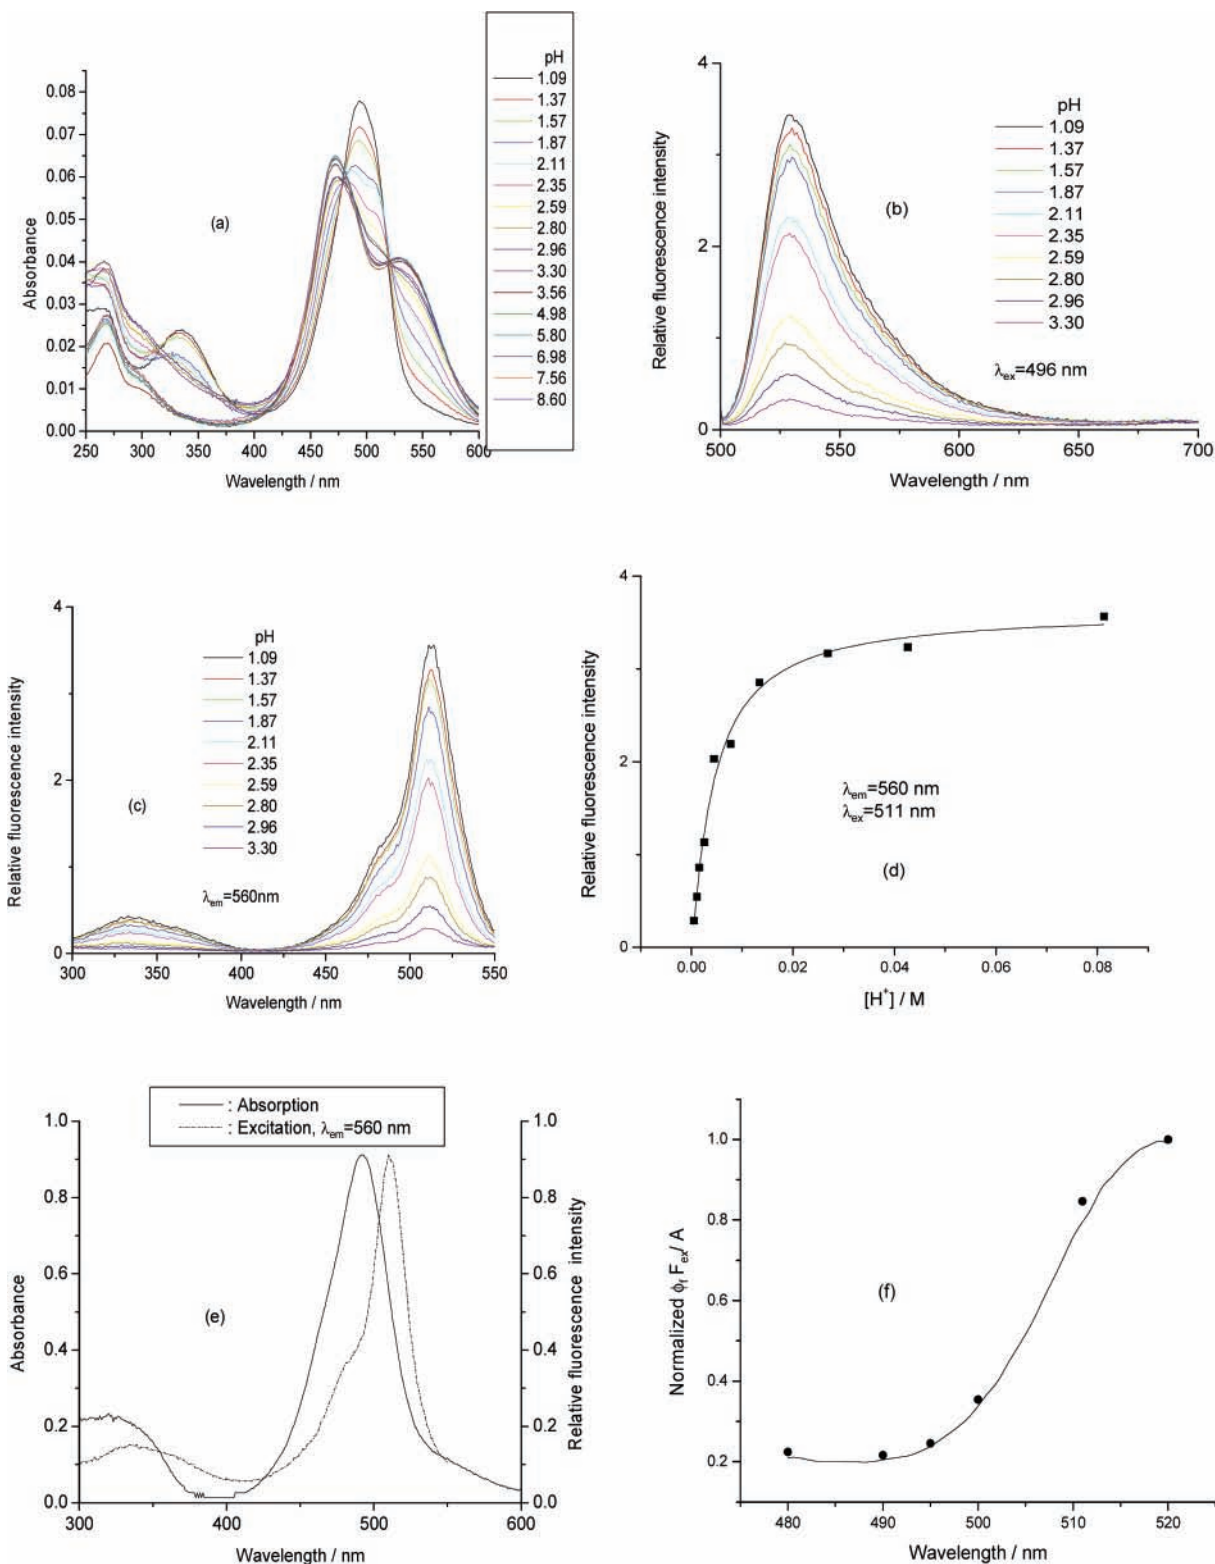 pH
1.09
1.37
1.57
1.87
2.11
2.35
2.59
2.80
2.96
3.30
3.56
4.98
5.80
6.98
7.56
8.60
0.08
0.07
0.06
0.05
0.04
0.03
0.02
0.01
0.00
Absorbance
(a)
250 300 350 400 450 500 550 600
Wavelength / nm
4
2
0
Relative fluorescence intensity
pH
1.09
1.37
1.57
1.87
2.11
2.35
2.59
2.80
2.96
3.30
(b)
λex=496 nm
500 550 600 650 700
Wavelength / nm
4
2
0
Relative fluorescence intensity
pH
1.09
1.37
1.57
1.87
2.11
2.35
2.59
2.80
2.96
3.30
(c)
λem=560nm
300 350 400 450 500 550
Wavelength / nm
4
2
0
Relative fluorescence intensity
λem=560 nm
λex=511 nm
(d)
0.00 0.02 0.04 0.06 0.08
[H+] / M
: Absorption
: Excitation, λem=560 nm
1.0 1.0
0.8 0.8
0.6 0.6
0.4 0.4
0.2 0.2
0.0 0.0
Absorbance
Relative fluorescence intensity
(e)
300 400 500 600
Wavelength / nm
1.0
0.8
0.6
0.4
0.2
Normalized ϕf Fex/ A
(f)
480 490 500 510 520
Wavelength / nm